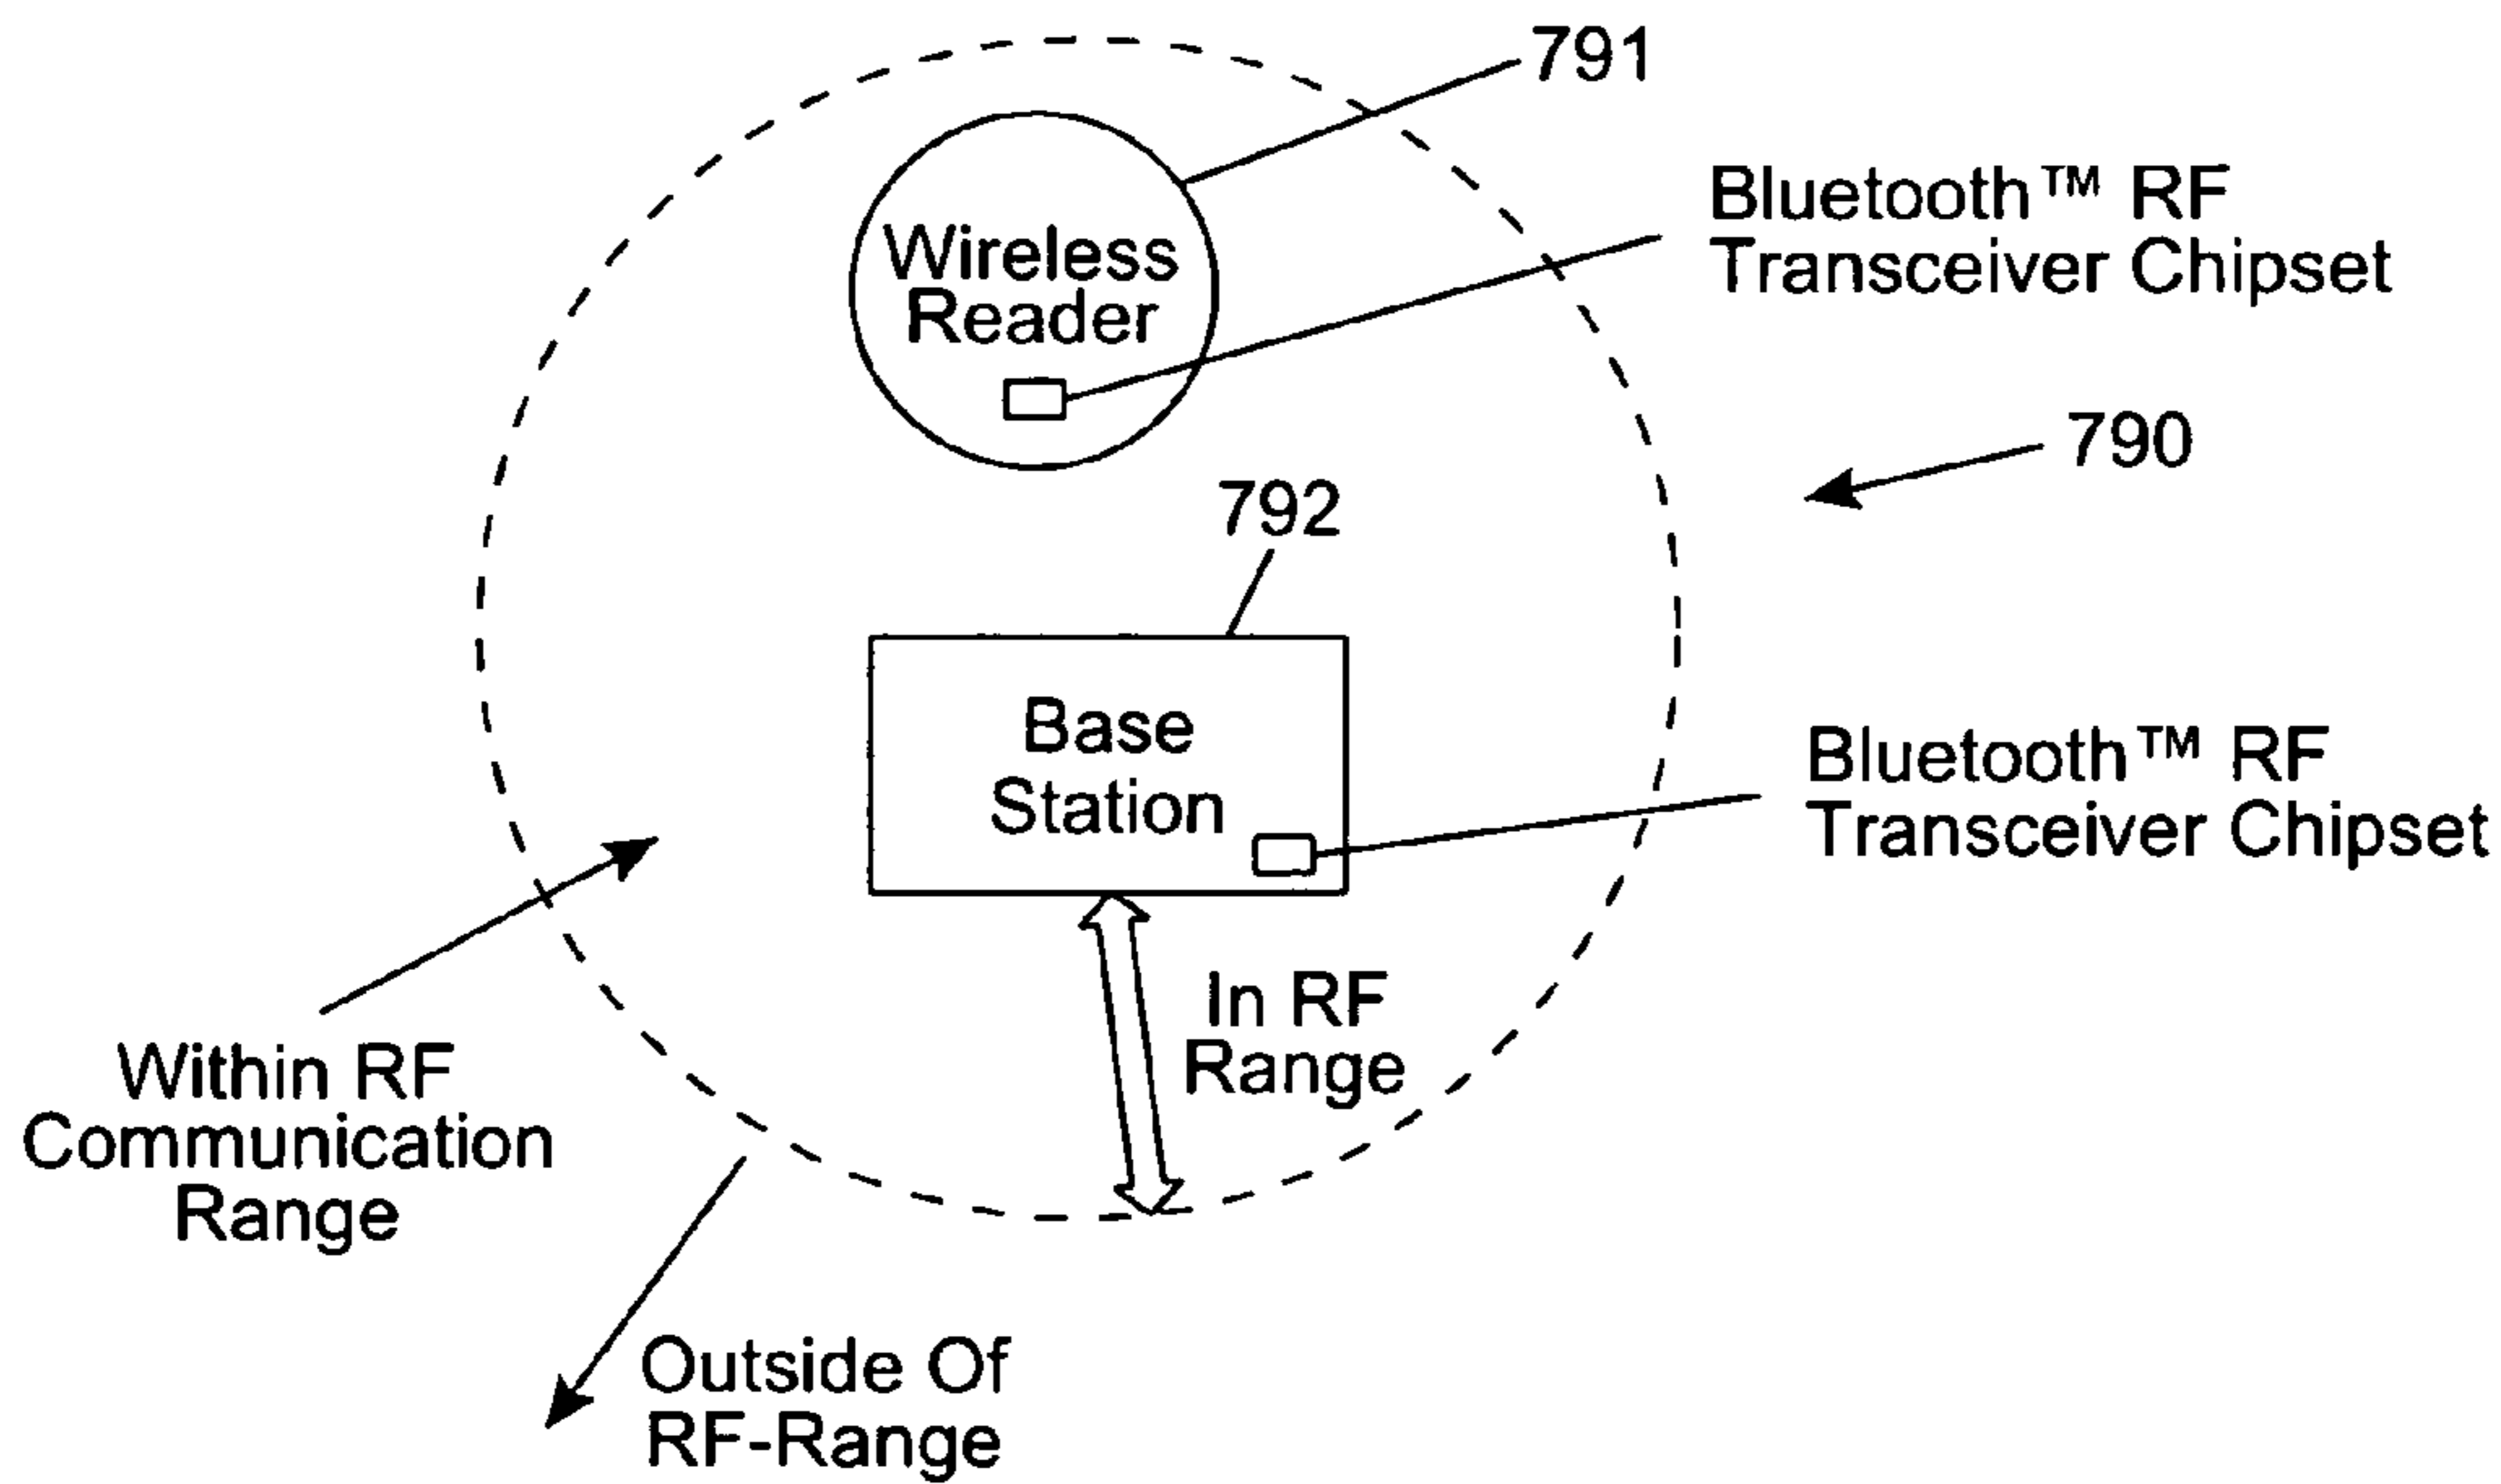 791
Bluetooth™ RF
Transceiver Chipset
Wireless
Reader
790
792
Base
Station
Bluetooth™ RF
Transceiver Chipset
In RF
Range
Within RF
Communication
Range
Outside Of
RF-Range